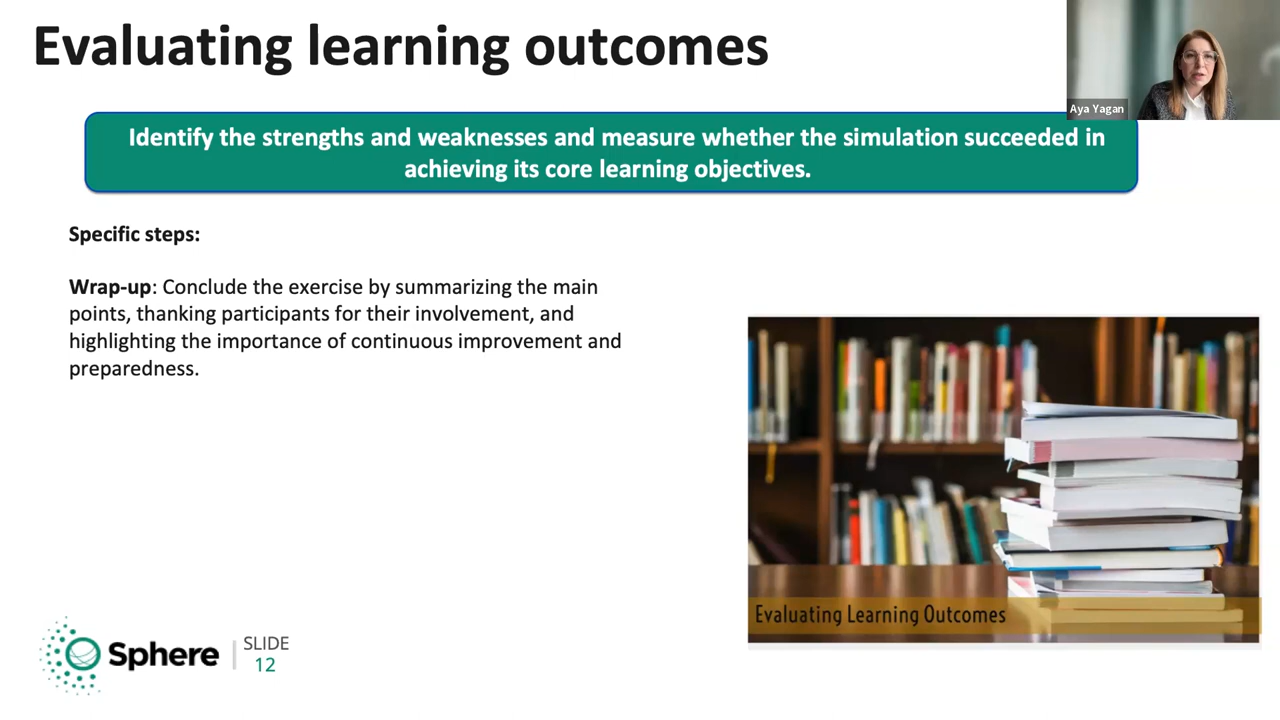 Evaluating learning outcomes
Aya Yagan
Identify the strengths and weaknesses and measure whether the simulation succeeded in
achieving its core learning objectives.
Specific steps:
Wrap-up: Conclude the exercise by summarizing the main
points, thanking participants for their involvement, and
highlighting the importance of continuous improvement and
preparedness.
Evaluating Learning Outcomes
Sphere
SLIDE
12